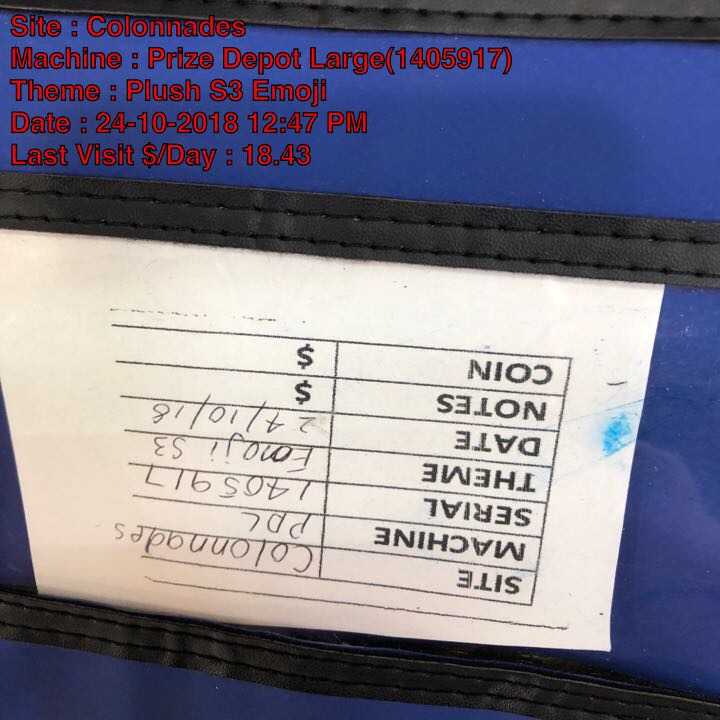 Site : Colonnades
Machine : Prize Depot Large(1405917)
Theme : Plush S3 Emoji
Date : 24-10-2018 12:47 PM
Last Visit $/Day : 18.43
SITE Colonnades
MACHINE PDL
SERIAL 1405917
THEME Emoji S3
DATE 24/10/18
NOTES $
COIN $